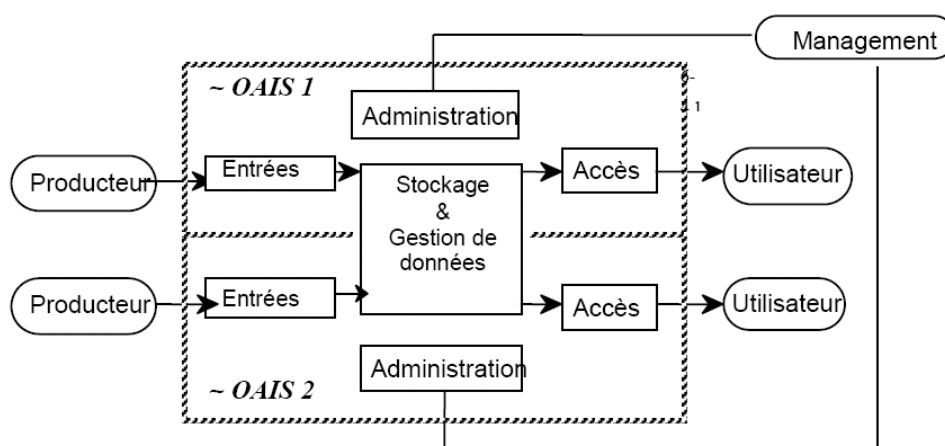 Management
~ OAIS 1
Administration
Producteur
Entrées
Stockage
&
Gestion de
données
Accès
Utilisateur
Producteur
Entrées
Accès
Utilisateur
Administration
~ OAIS 2